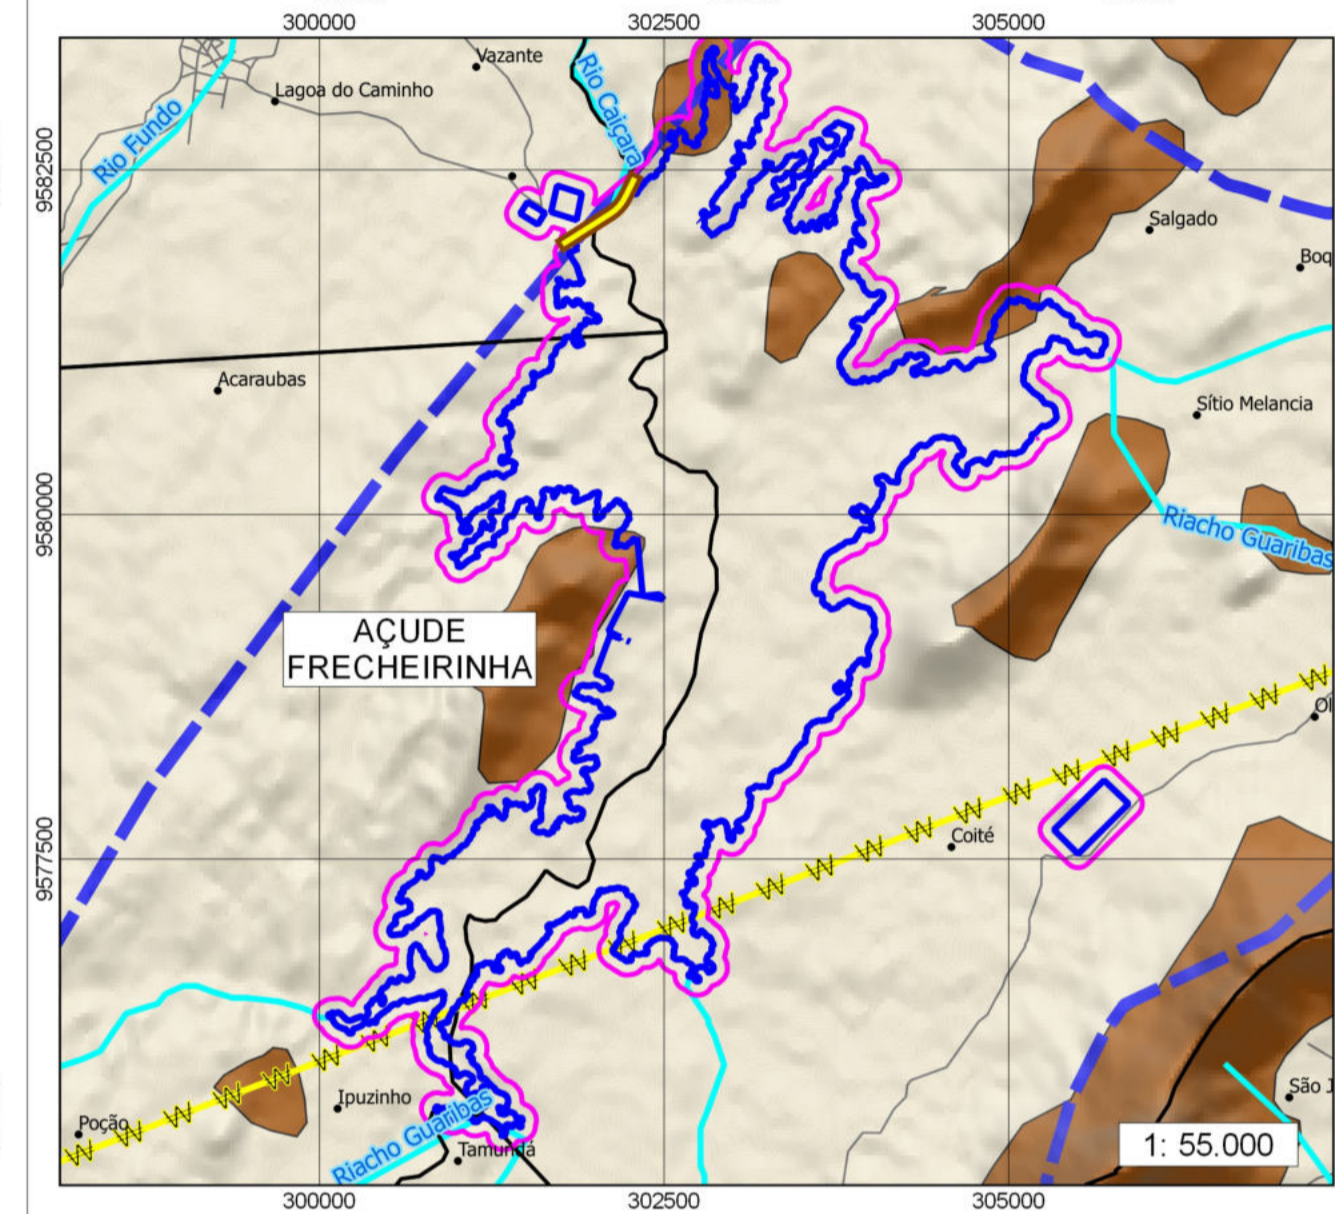 300000
302500
305000
Vazante
Lagoa do Caminho
Rio Caiçara
Rio Fundo
9582500
Salgado
Boq
Acaraubas
Sítio Melancia
9580000
Riacho Guaribas
AÇUDE
FRECHEIRINHA
Ol
Coité
9577500
Ipuzinho
Poção
São J
Riacho Guaribas
Tamundá
1: 55.000
300000
302500
305000